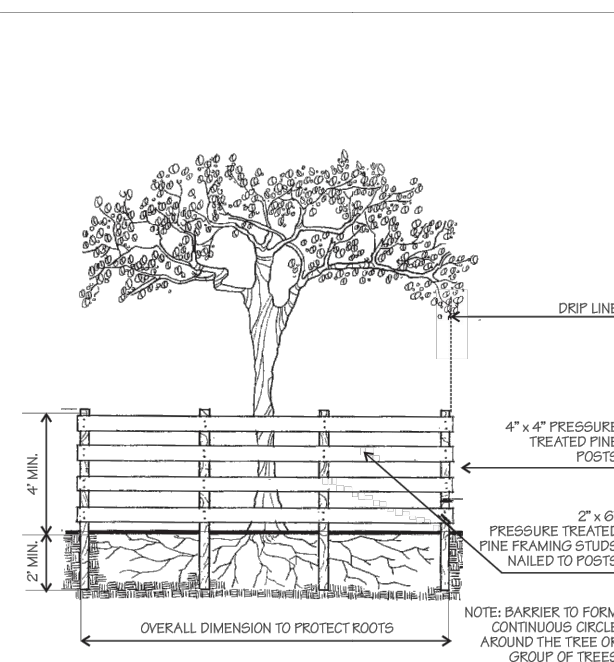 DRIP LINE
4” x 4” PRESSURE
TREATED PINE
POSTS
4' MIN.
2” x 6
PRESSURE TREATED
PINE FRAMING STUDS
NAILED TO POSTS
2' MIN.
OVERALL DIMENSION TO PROTECT ROOTS
NOTE: BARRIER TO FORM
CONTINUOUS CIRCLE
AROUND THE TREE OR
GROUP OF TREES